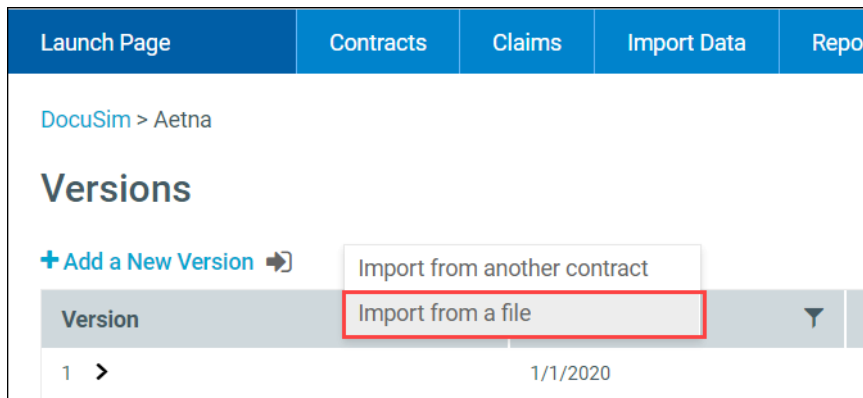 Launch Page Contracts Claims Import Data Repo
DocuSim > Aetna
Versions
+ Add a New Version
Import from another contract
Import from a file
Version
1 > 1/1/2020